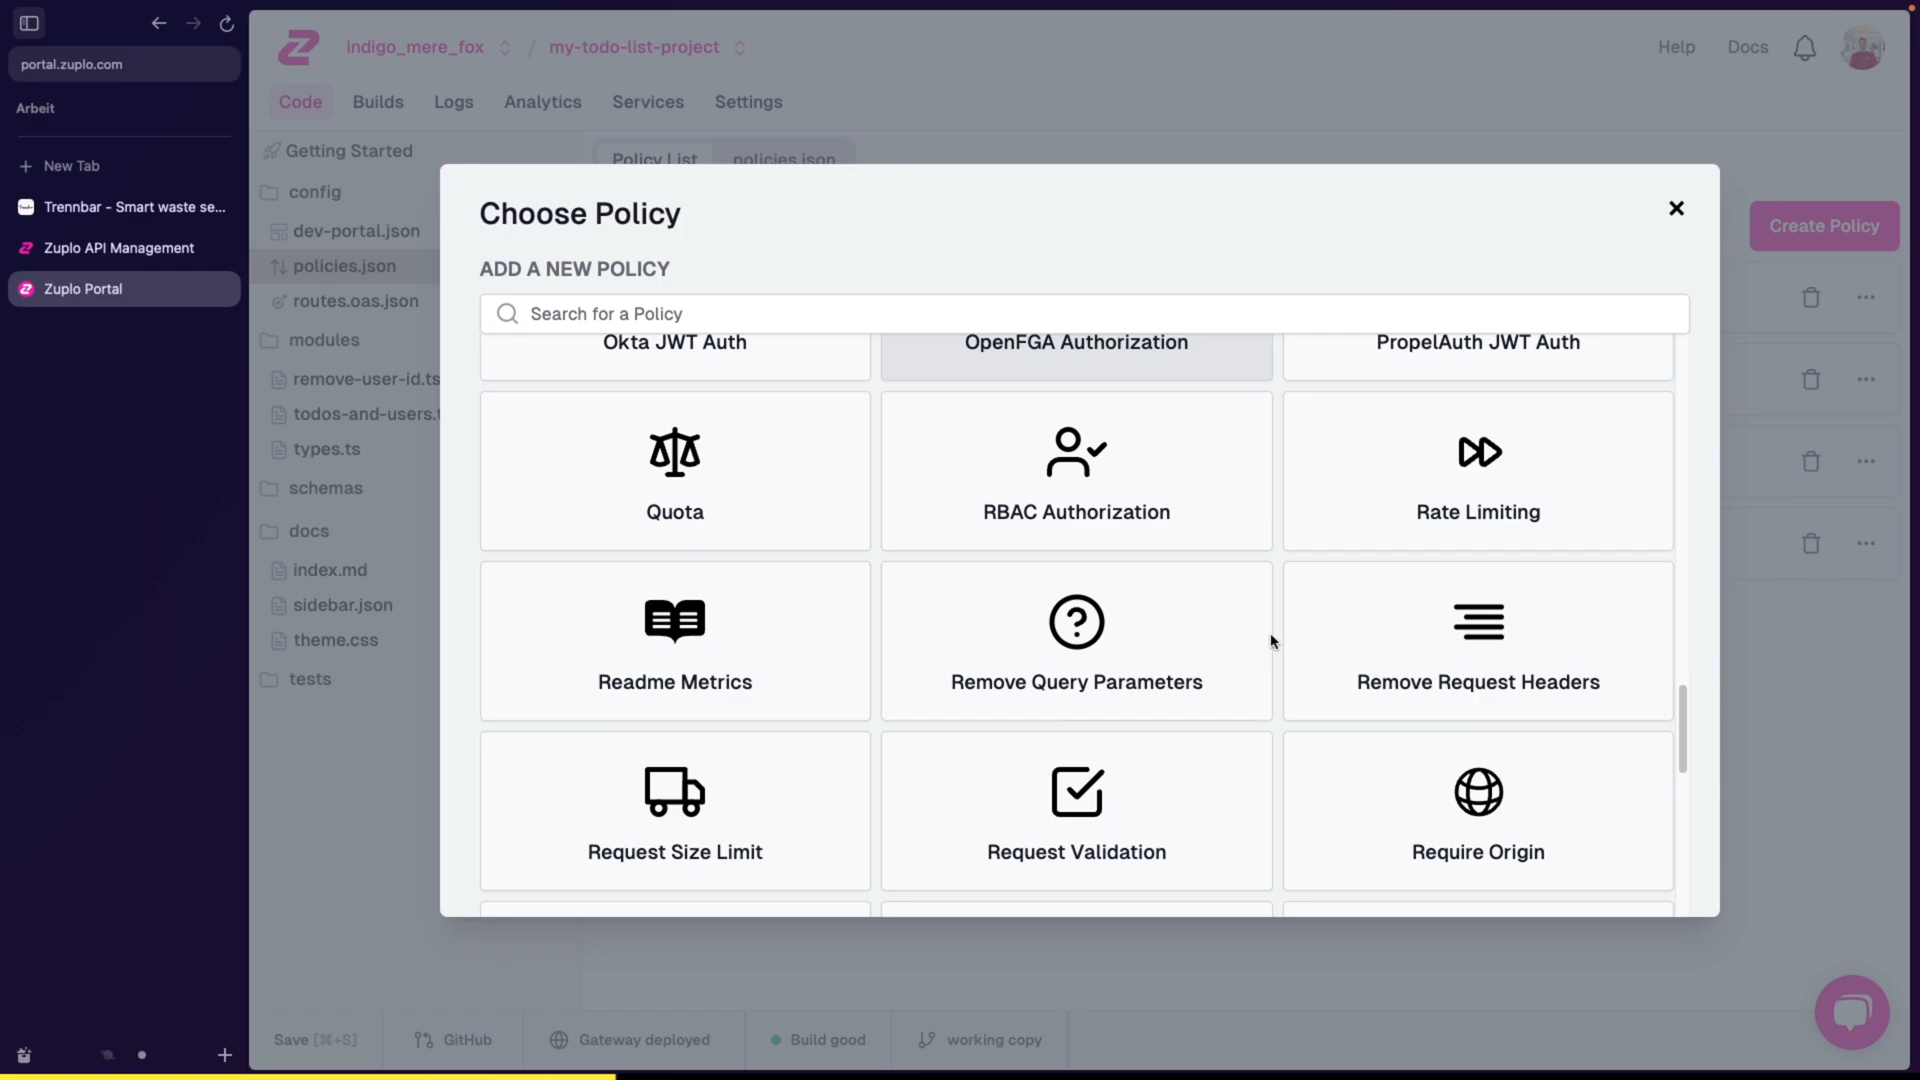 portal.zuplo.com
Arbeit
New Tab
Trennbar - Smart waste se...
Zuplo API Management
Zuplo Portal
indigo_mere_fox / my-todo-list-project
Help Docs
Code Builds Logs Analytics Services Settings
Getting Started
config
dev-portal.json
policies.json
routes.oas.json
modules
remove-user-id.ts
todos-and-users.t
types.ts
schemas
docs
index.md
sidebar.json
theme.css
tests
Policy List policies.json
Create Policy
Choose Policy
ADD A NEW POLICY
Search for a Policy
Okta JWT Auth OpenFGA Authorization PropelAuth JWT Auth
Quota RBAC Authorization Rate Limiting
Readme Metrics Remove Query Parameters Remove Request Headers
Request Size Limit Request Validation Require Origin
Save [⌘+S] GitHub Gateway deployed Build good working copy